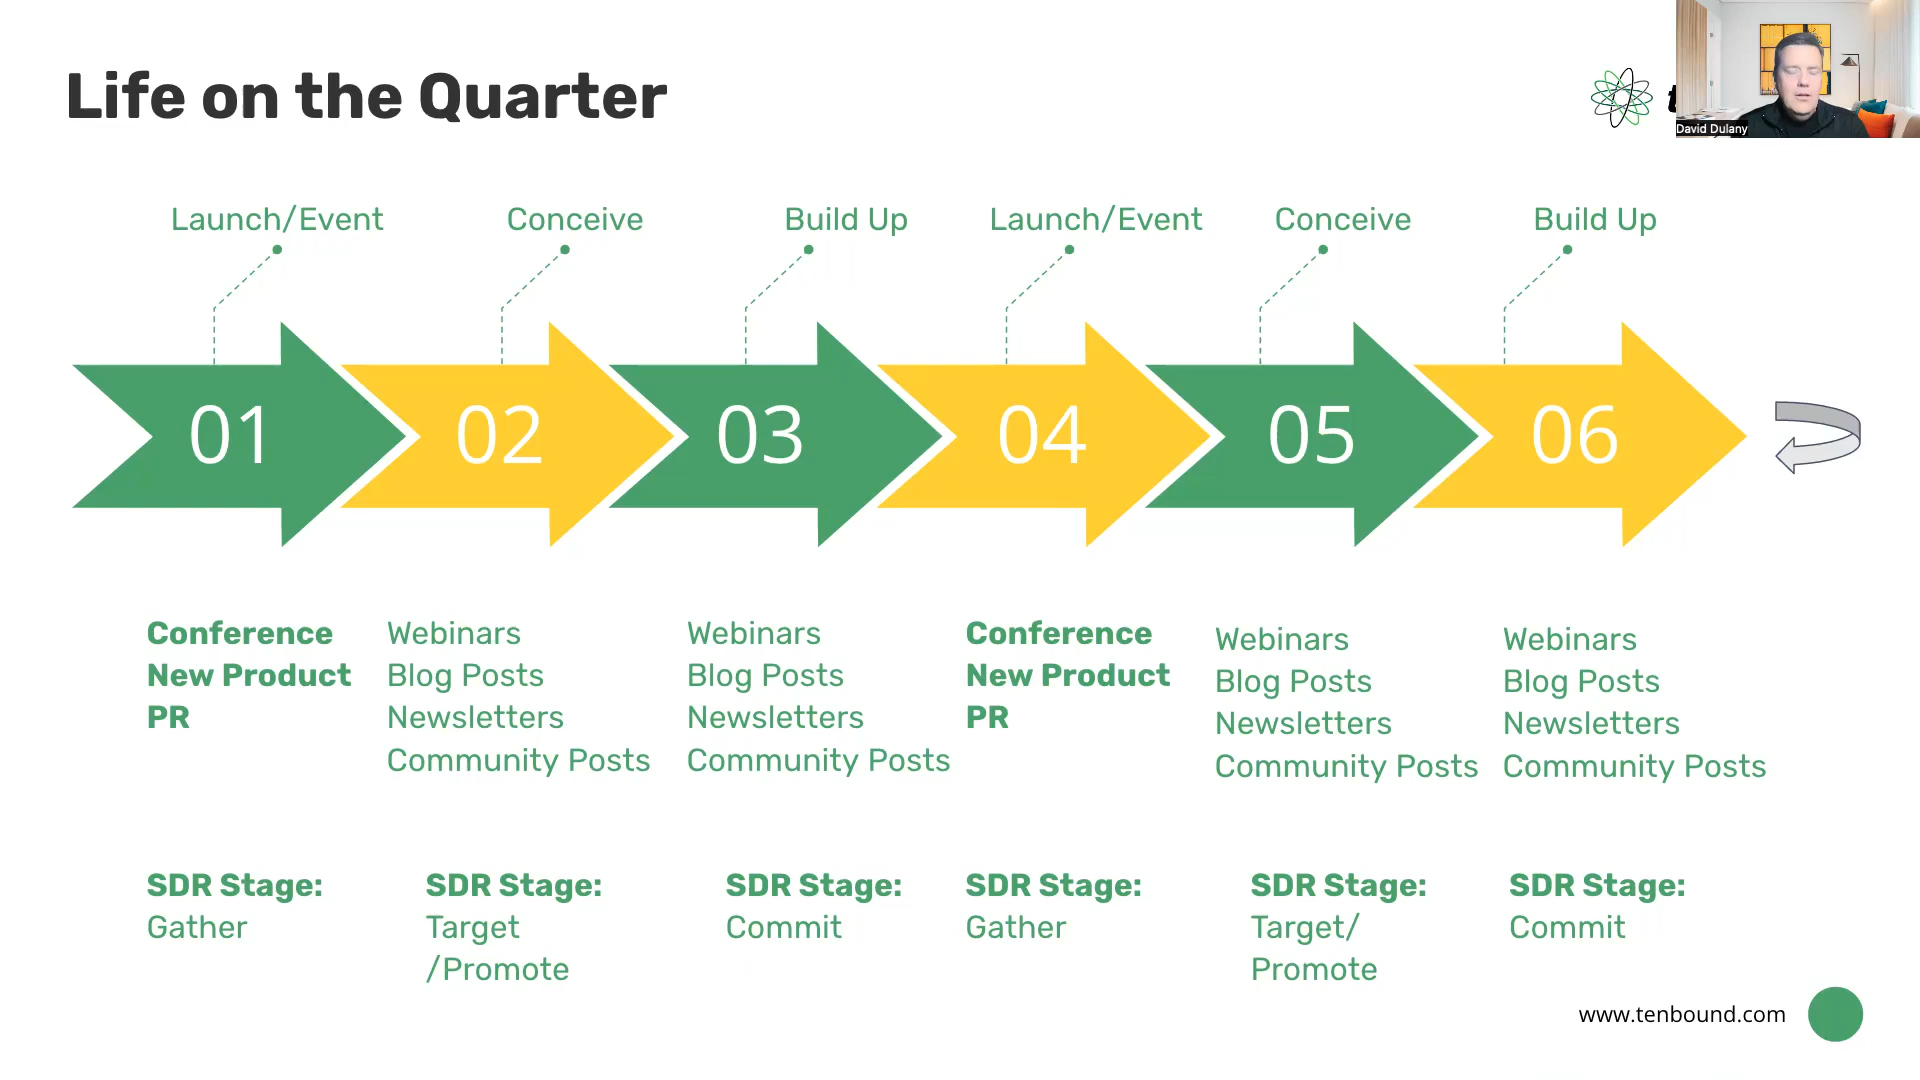 Life on the Quarter
David Dulany
Launch/Event
Conceive
Build Up
Launch/Event
Conceive
Build Up
01
02
03
04
05
06
Conference
New Product
PR
Webinars
Blog Posts
Newsletters
Community Posts
Webinars
Blog Posts
Newsletters
Community Posts
Conference
New Product
PR
Webinars
Blog Posts
Newsletters
Community Posts
Webinars
Blog Posts
Newsletters
Community Posts
SDR Stage:
Gather
SDR Stage:
Target
/Promote
SDR Stage:
Commit
SDR Stage:
Gather
SDR Stage:
Target/
Promote
SDR Stage:
Commit
www.tenbound.com